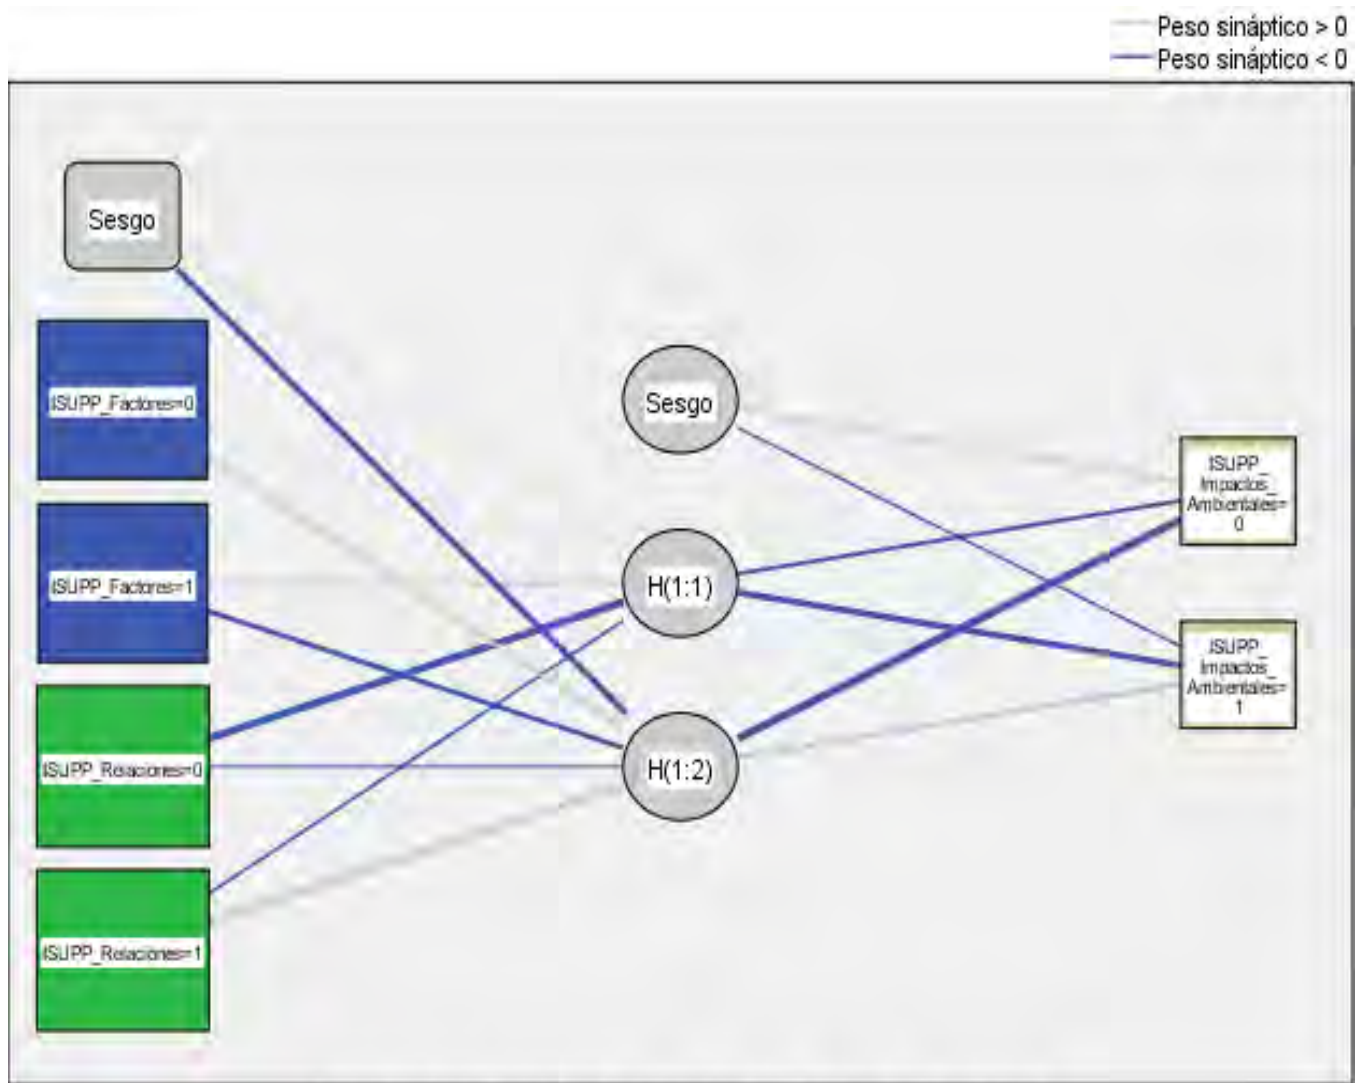 Peso sináptico > 0
Peso sináptico < 0
Sesgo
ISUPP_Factores=0
ISUPP_Factores=1
ISUPP_Relaciones=0
ISUPP_Relaciones=1
Sesgo
H(1:1)
H(1:2)
ISUPP_
Impactos_
Ambientales=
0
ISUPP_
Impactos_
Ambientales=
1